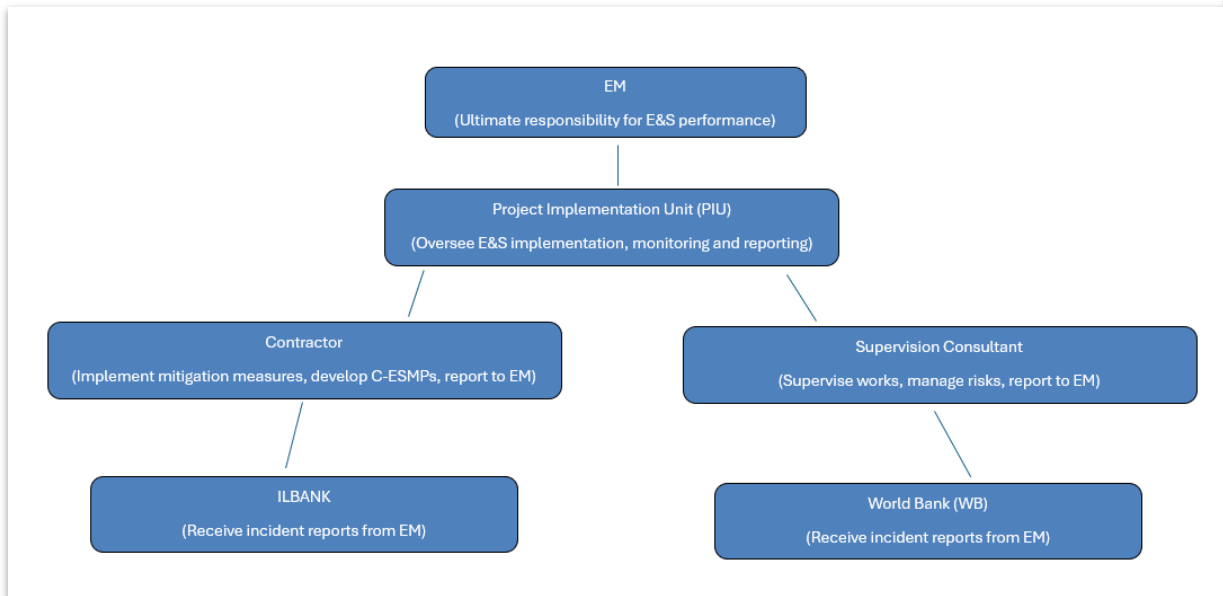 EM
(Ultimate responsibility for E&S performance)
Project Implementation Unit (PIU)
(Oversee E&S implementation, monitoring and reporting)
Contractor
(Implement mitigation measures, develop C-ESMPs, report to EM)
Supervision Consultant
(Supervise works, manage risks, report to EM)
ILBANK
(Receive incident reports from EM)
World Bank (WB)
(Receive incident reports from EM)